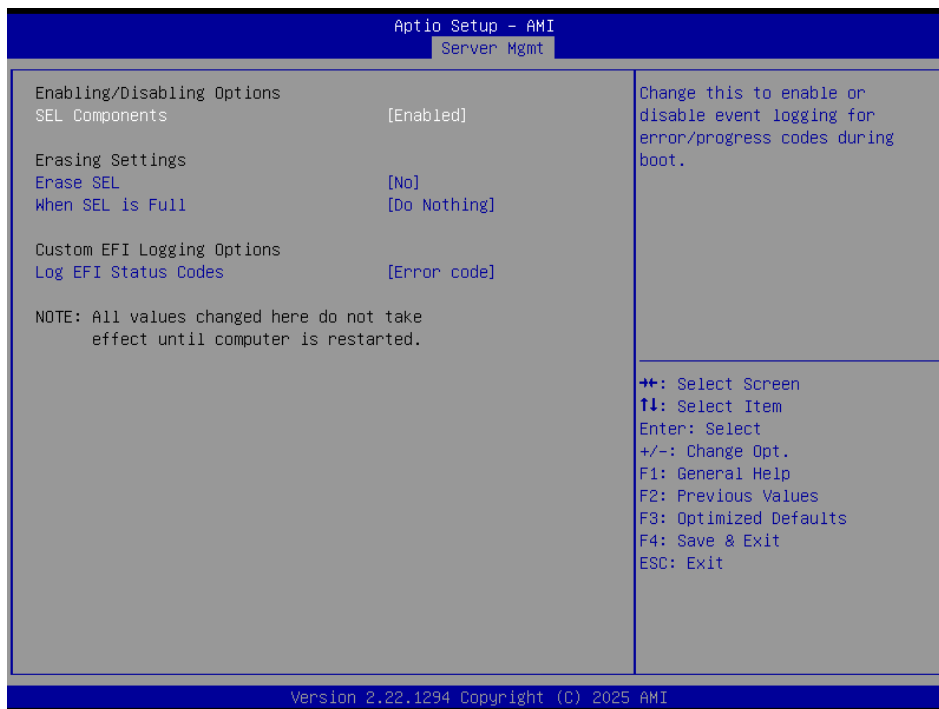 Aptio Setup – AMI
Server Mgmt
Enabling/Disabling Options
SEL Components [Enabled]
Erasing Settings
Erase SEL [No]
When SEL is Full [Do Nothing]
Custom EFI Logging Options
Log EFI Status Codes [Error code]
NOTE: All values changed here do not take
effect until computer is restarted.
Change this to enable or
disable event logging for
error/progress codes during
boot.
→←: Select Screen
↑↓: Select Item
Enter: Select
+/-: Change Opt.
F1: General Help
F2: Previous Values
F3: Optimized Defaults
F4: Save & Exit
ESC: Exit
Version 2.22.1294 Copyright (C) 2025 AMI